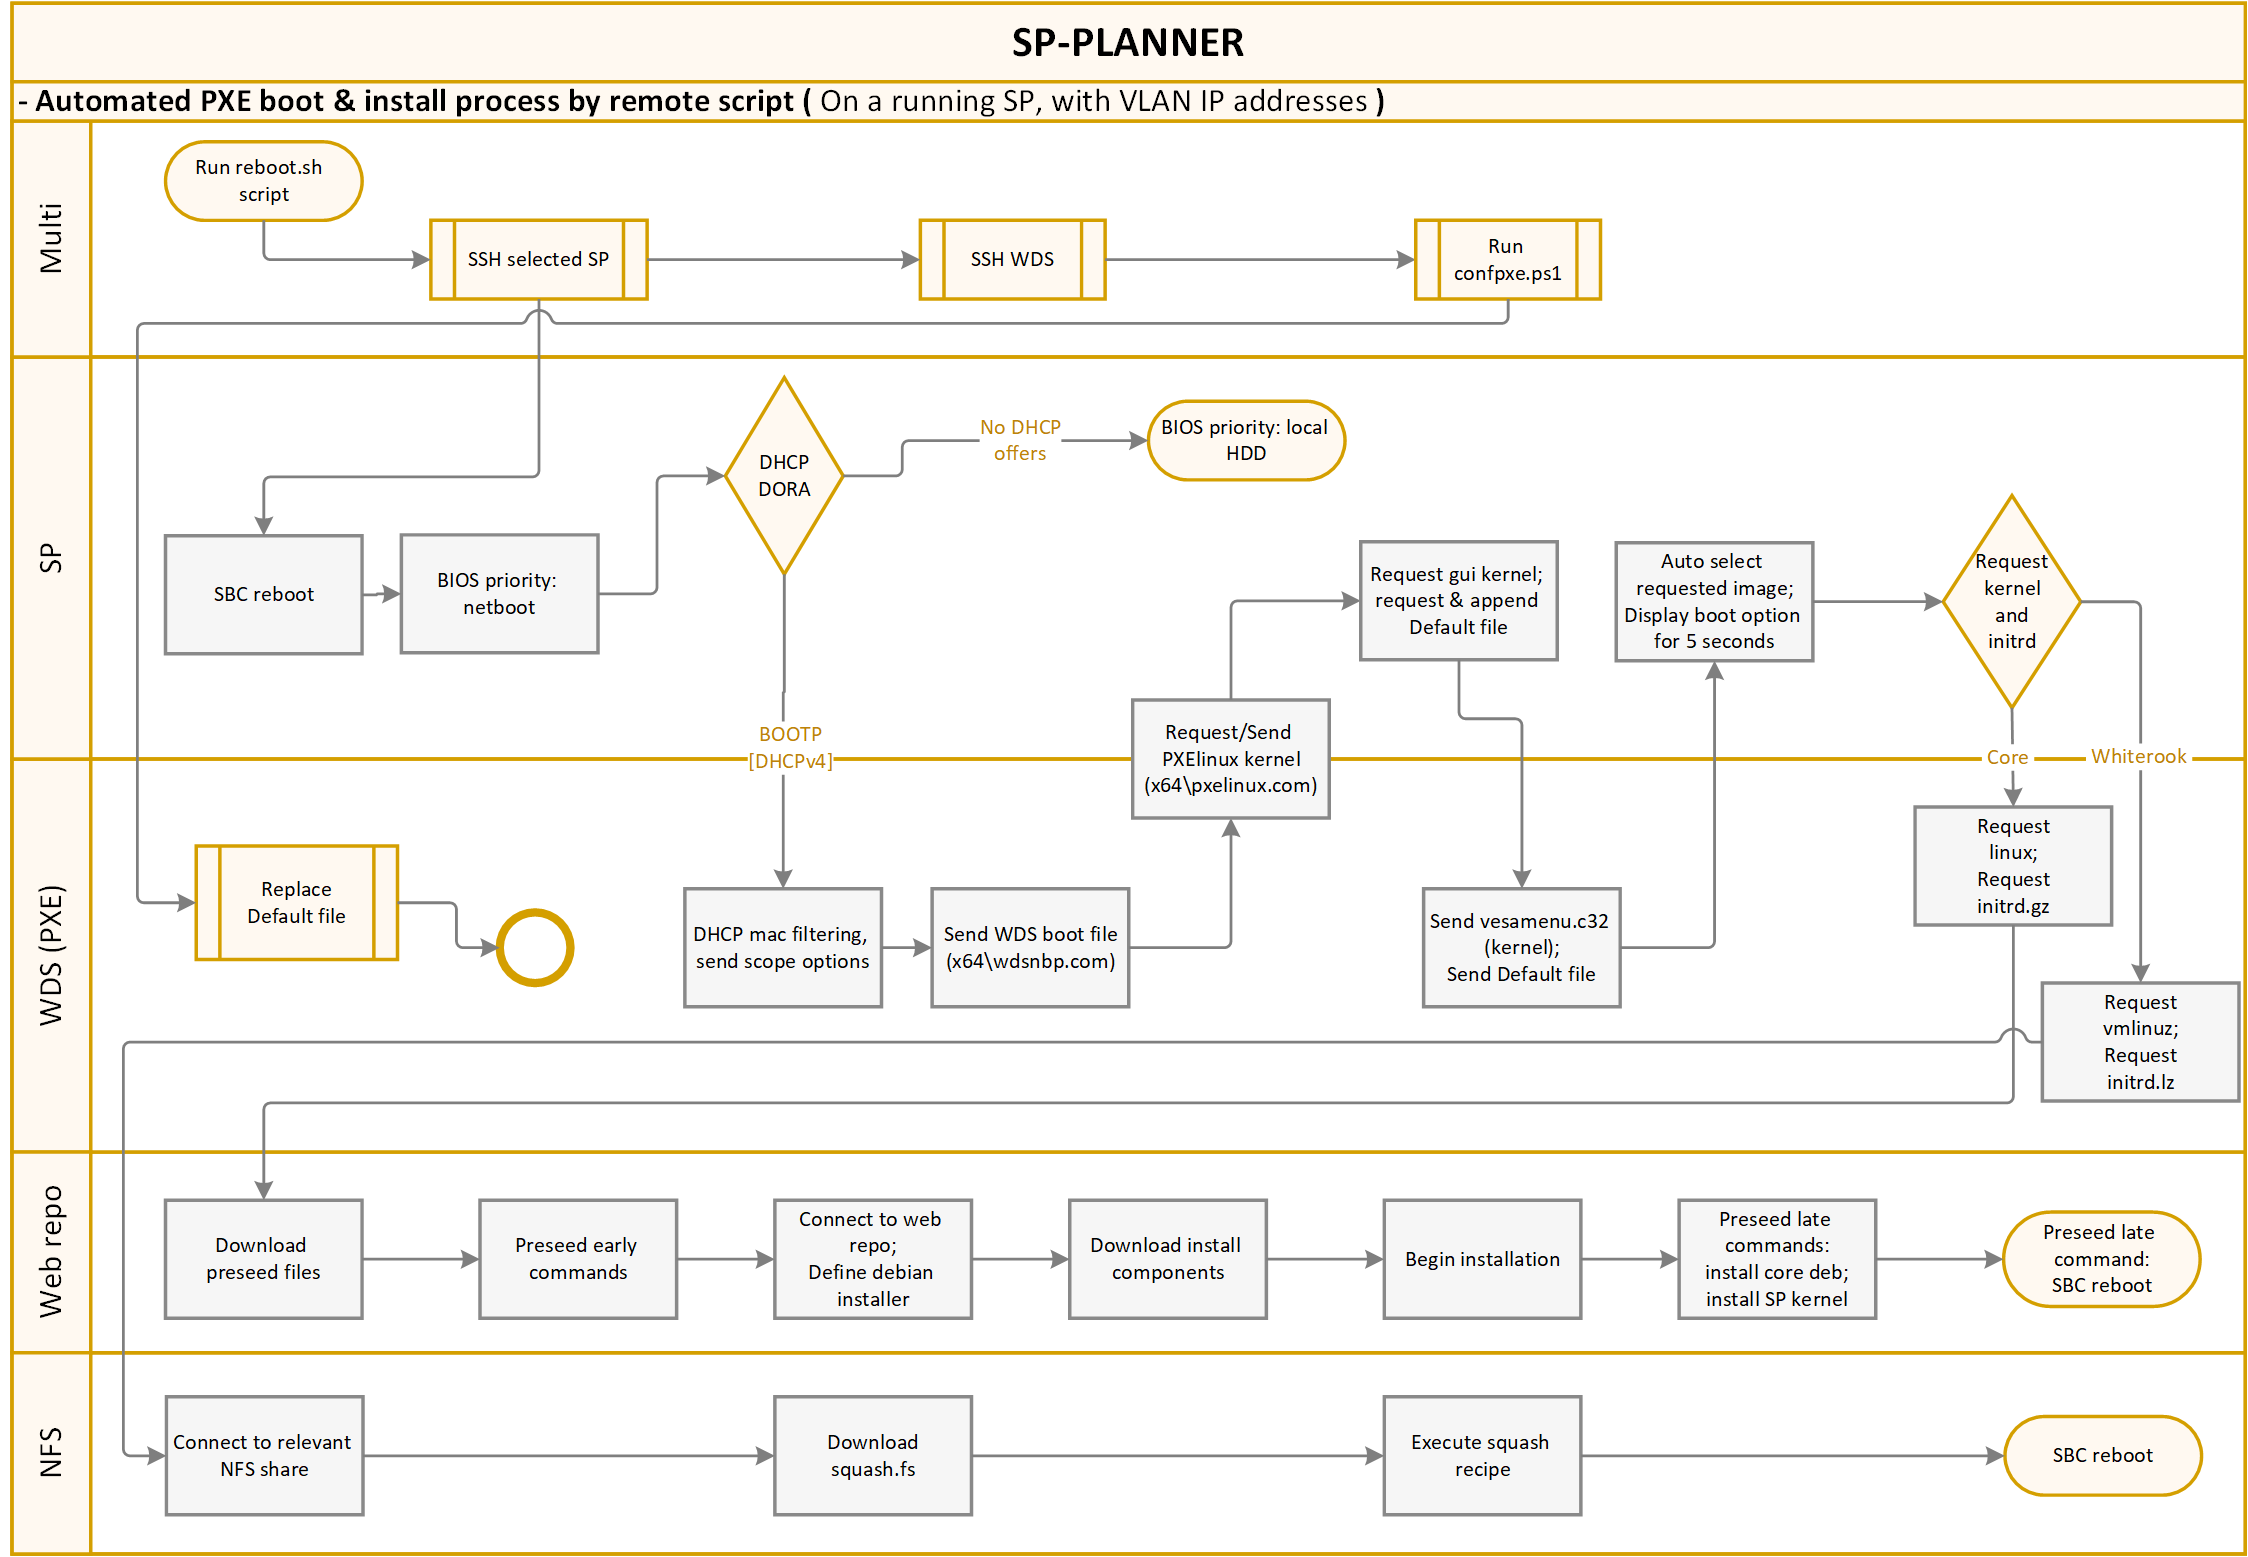 SP-PLANNER
- Automated PXE boot & install process by remote script ( On a running SP, with VLAN IP addresses )
Multi
Run reboot.sh
script
SSH selected SP
SSH WDS
Run
confpxe.ps1
SP
SBC reboot
BIOS priority:
netboot
DHCP
DORA
No DHCP
offers
BIOS priority: local
HDD
BOOTP
[DHCPv4]
Request/Send
PXElinux kernel
(x64\pxelinux.com)
Request gui kernel;
request & append
Default file
Auto select
requested image;
Display boot option
for 5 seconds
Request
kernel
and
initrd
Core
Whiterook
WDS (PXE)
Replace
Default file
DHCP mac filtering,
send scope options
Send WDS boot file
(x64\wdsnbp.com)
Send vesamenu.c32
(kernel);
Send Default file
Request
linux;
Request
initrd.gz
Request
vmlinuz;
Request
initrd.lz
Web repo
Download
preseed files
Preseed early
commands
Connect to web
repo;
Define debian
installer
Download install
components
Begin installation
Preseed late
commands:
install core deb;
install SP kernel
Preseed late
command:
SBC reboot
NFS
Connect to relevant
NFS share
Download
squash.fs
Execute squash
recipe
SBC reboot